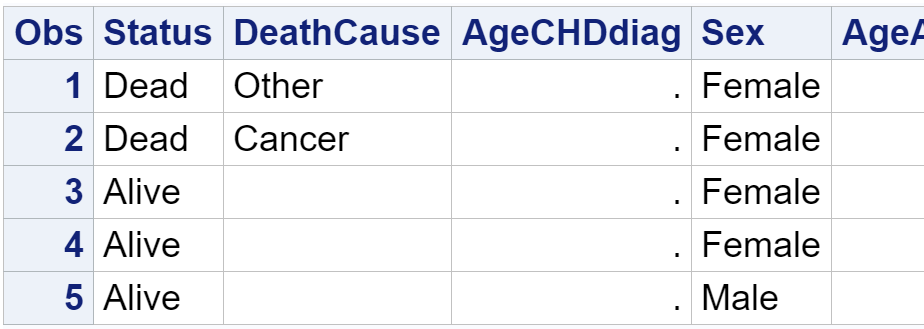 Obs Status DeathCause AgeCHDdiag Sex AgeA
1 Dead Other . Female
2 Dead Cancer . Female
3 Alive . Female
4 Alive . Female
5 Alive . Male